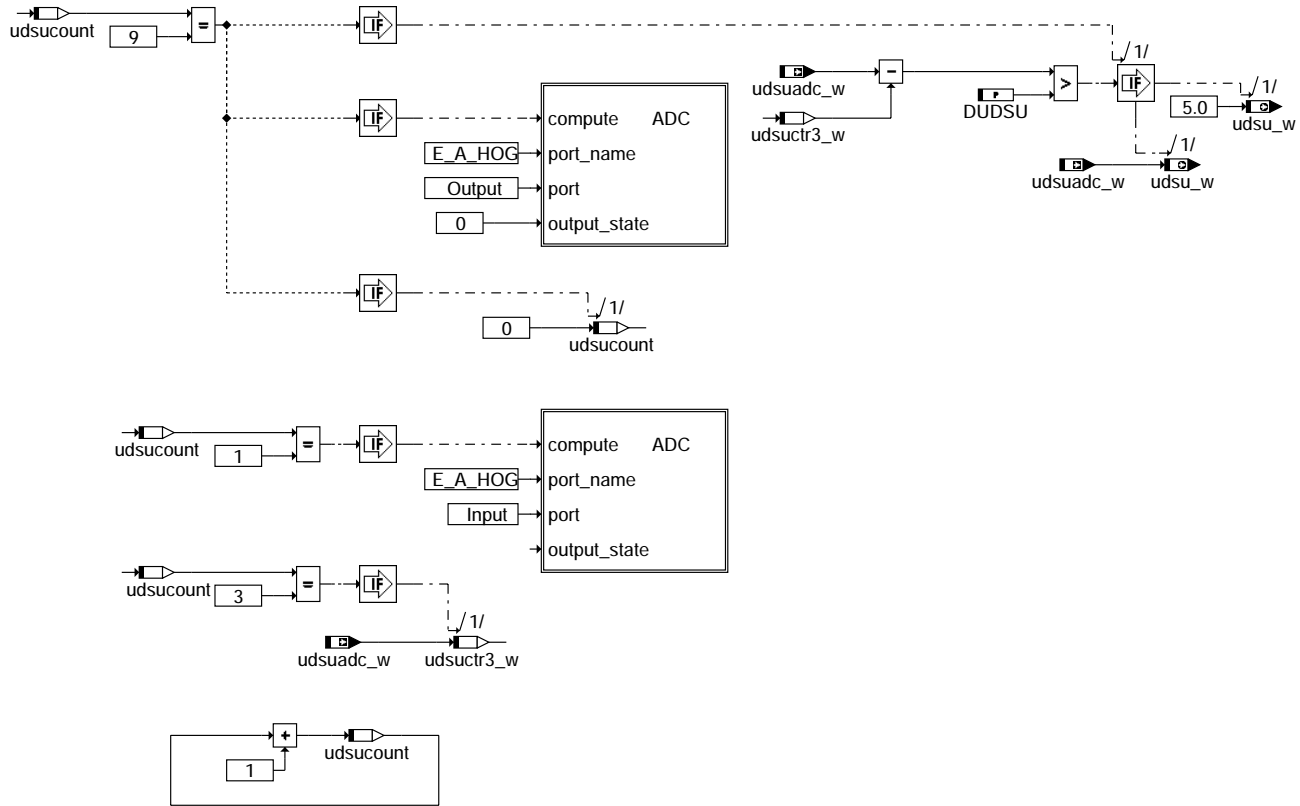 udsucount
9
=
IF
/1/
udsuadc_w
-
udsuctr3_w
>
P
DUDSU
IF
/1/
5.0
udsu_w
/1/
udsuadc_w
udsu_w
IF
compute ADC
E_A_HOG
port_name
Output
port
0
output_state
IF
/1/
0
udsucount
udsucount
1
=
IF
compute ADC
E_A_HOG
port_name
Input
port
output_state
udsucount
3
=
IF
/1/
udsuadc_w
udsuctr3_w
+
1
udsucount